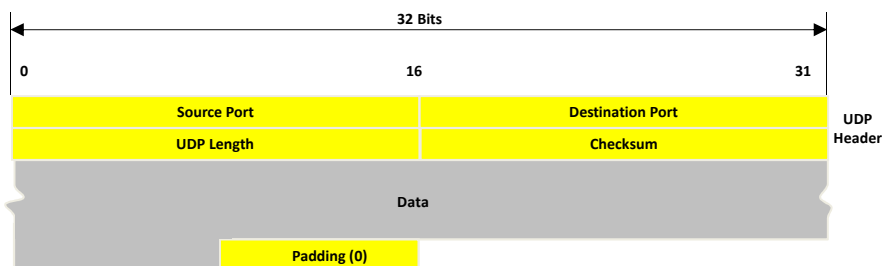 32 Bits
0 16 31
Source Port Destination Port
UDP Header
UDP Length Checksum
Data
Padding (0)